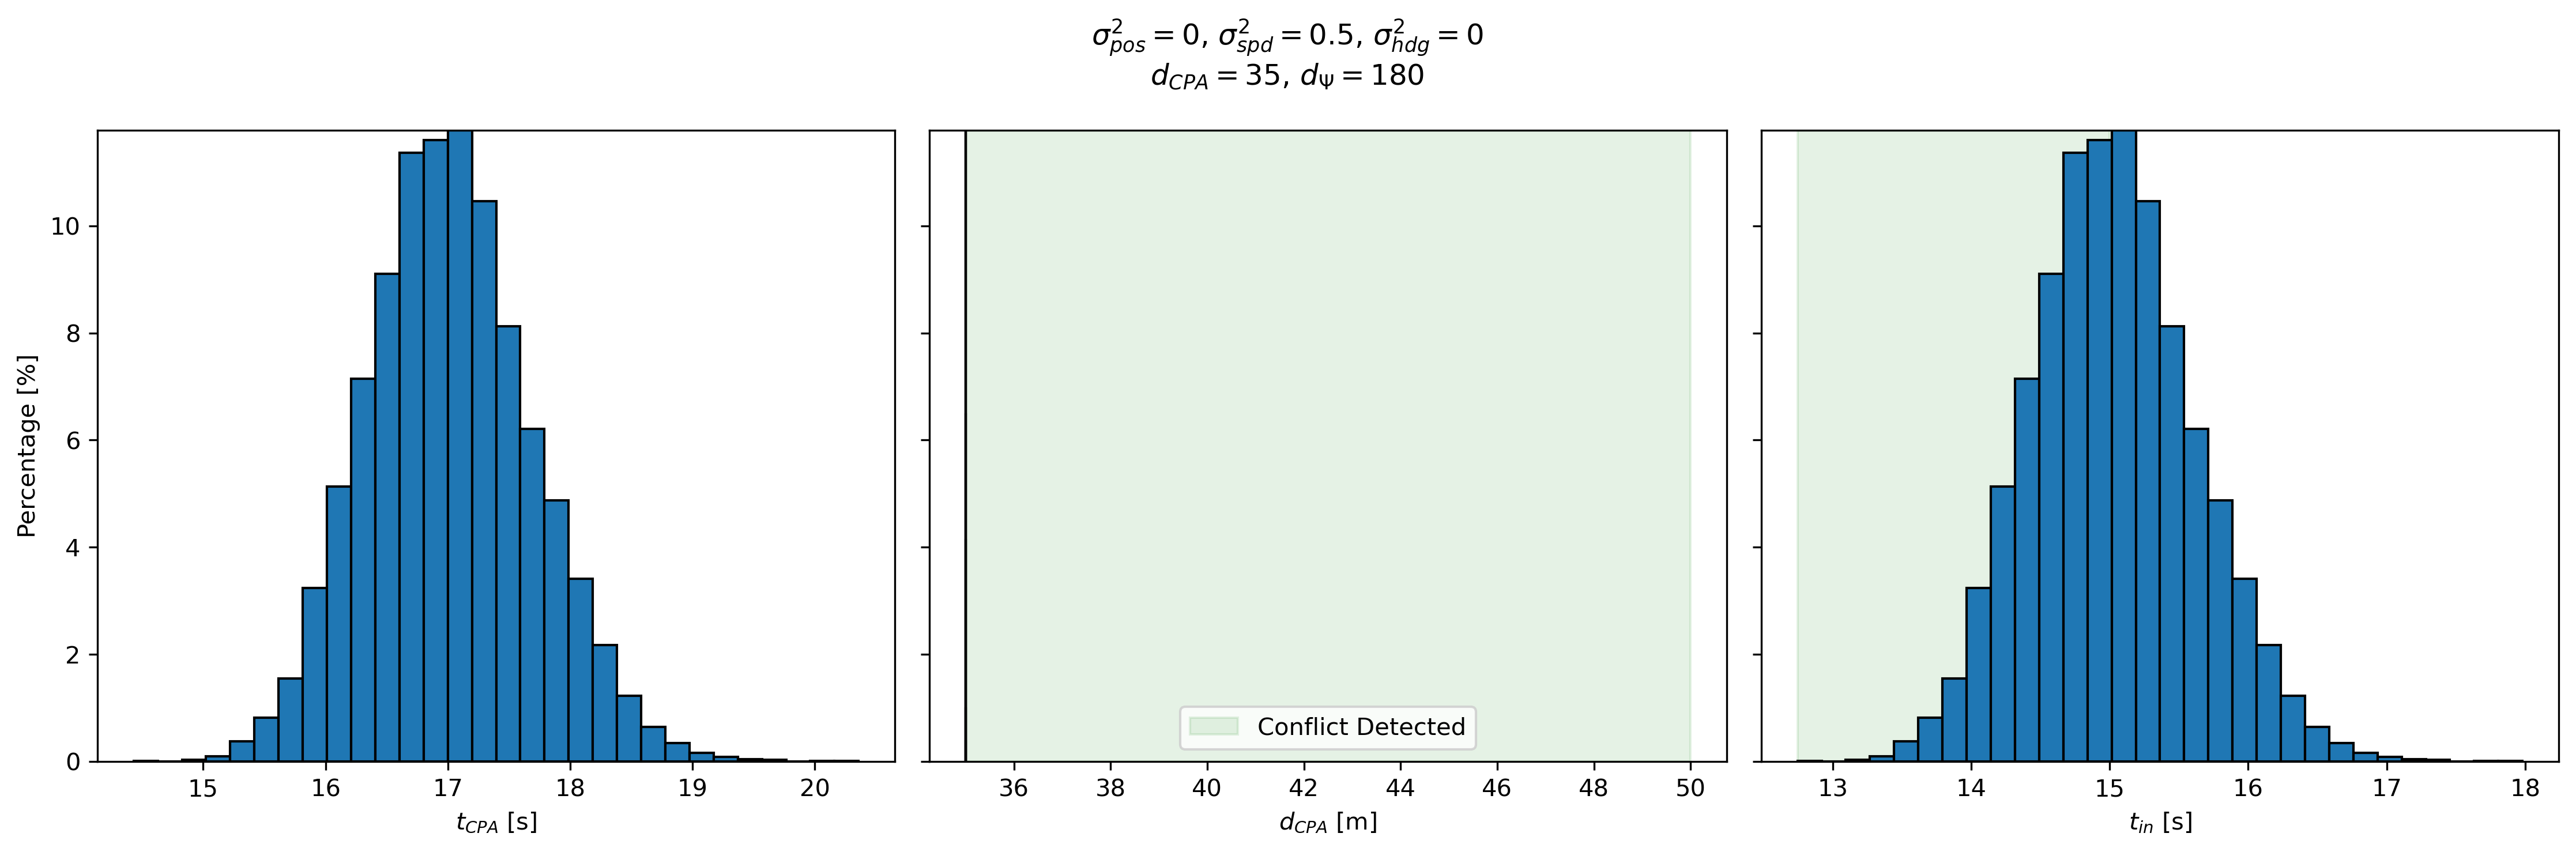 σ²pos = 0, σ²spd = 0.5, σ²hdg = 0
dCPA = 35, dΨ = 180
Percentage [%]
10
8
6
4
2
0
15 16 17 18 19 20
tCPA [s]
Conflict Detected
36 38 40 42 44 46 48 50
dCPA [m]
13 14 15 16 17 18
tin [s]